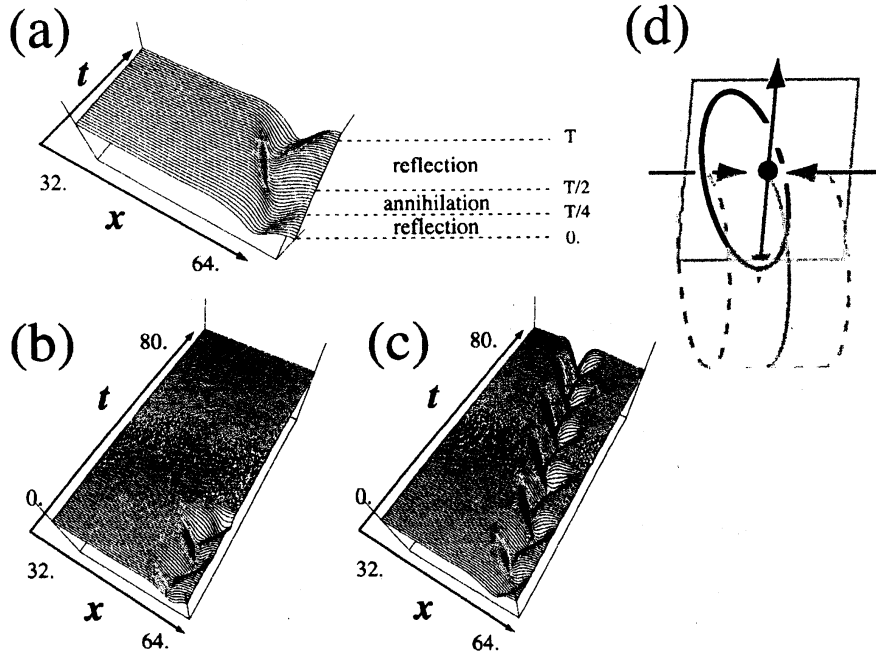 (a)
t
T
reflection
T/2
annihilation
T/4
reflection
0.
32.
x
64.
(d)
(b)
80.
t
0.
32.
x
64.
(c)
80.
t
0.
32.
x
64.